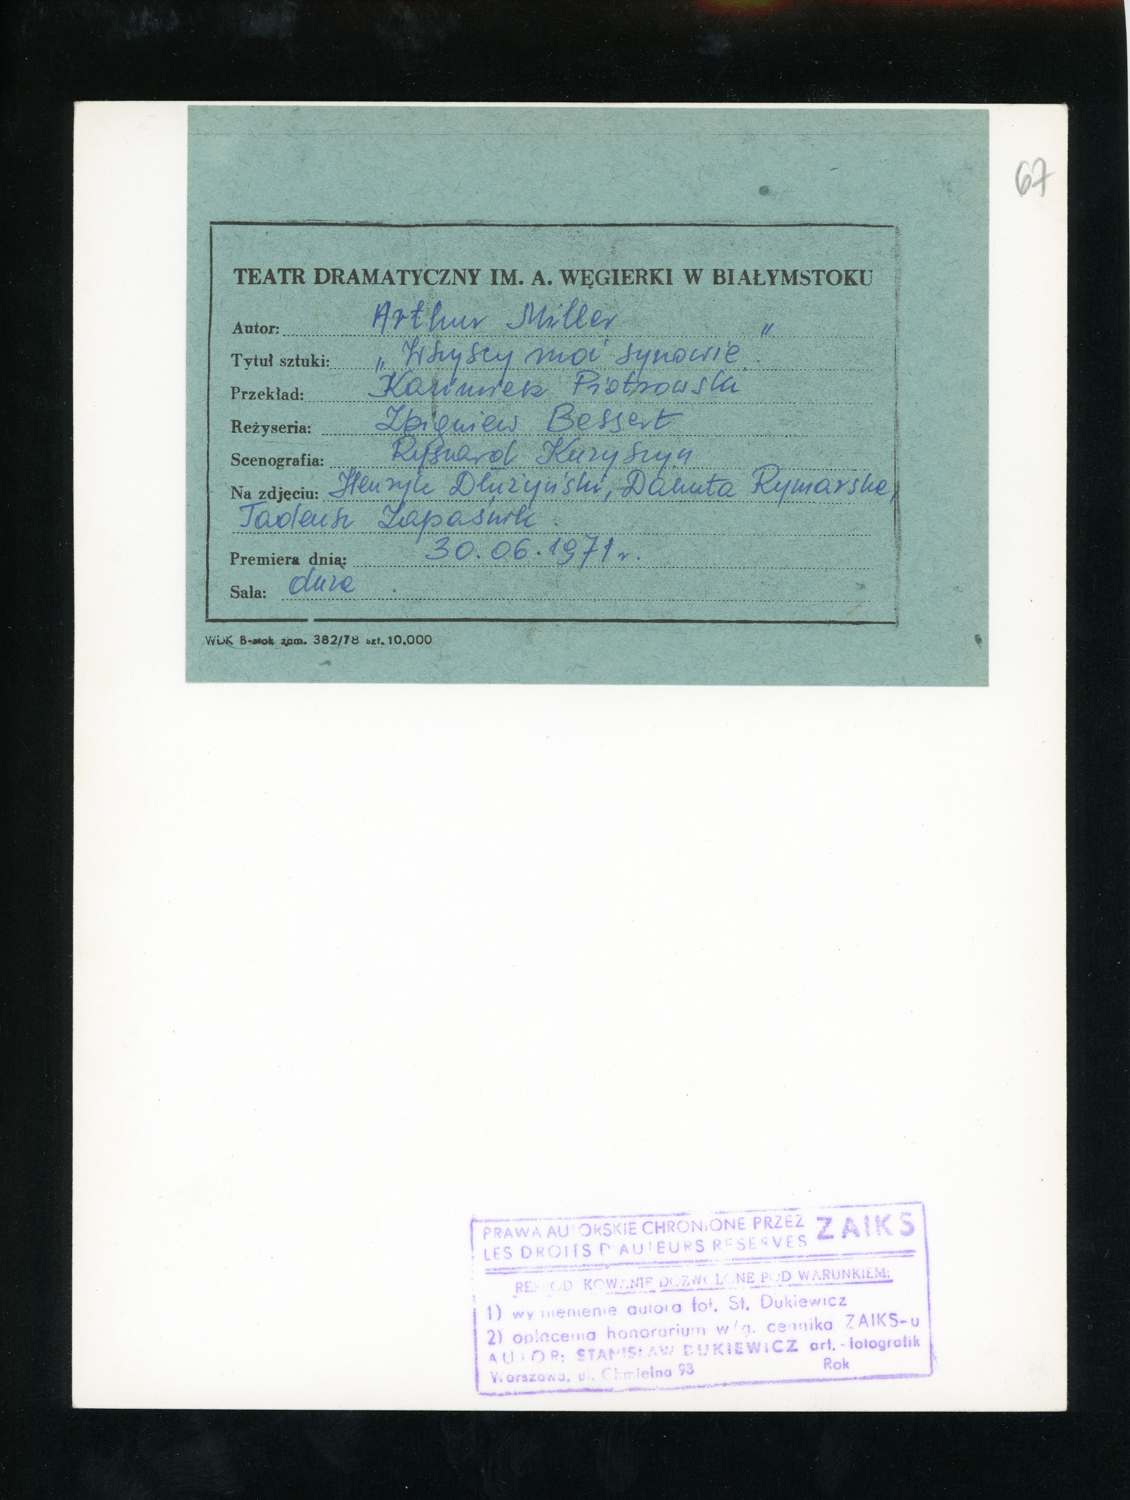 67
TEATR DRAMATYCZNY IM. A. WĘGIERKI W BIAŁYMSTOKU
Autor: Arthur Miller
Tytuł sztuki: „Wszyscy moi synowie".
Przekład: Kazimierz Piotrowski
Reżyseria: Zbigniew Bessert
Scenografia: Ryszard Kuzyszyn
Na zdjęciu: Henryk Dłużyński, Danuta Rymarska,
Tadeusz Zapaśnik.
Premiera dnia: 30.06.1971 r.
Sala: duża
WDK B-stok zam. 382/78 szt. 10.000
PRAWA AUTORSKIE CHRONIONE PRZEZ ZAIKS
LES DROITS D'AUTEURS RESERVES
REPRODUKOWANIE DOZWOLONE POD WARUNKIEM:
1) wymienienie autora fot. St. Dukiewicz
2) opłacenia honorarium w/g. cennika ZAIKS-u
AUTOR: STANISŁAW DUKIEWICZ art.-fotografik
Warszawa, ul. Chmielna 93 Rok